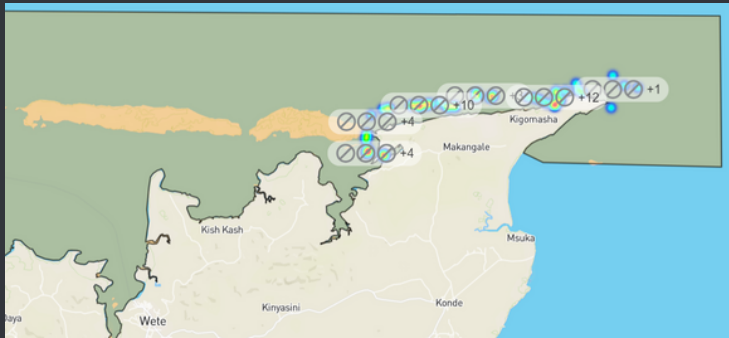 +1
+10
+12
+4
Kigomasha
+4
Makangale
Kish Kash
Msuka
Kinyasini
Konde
Wete